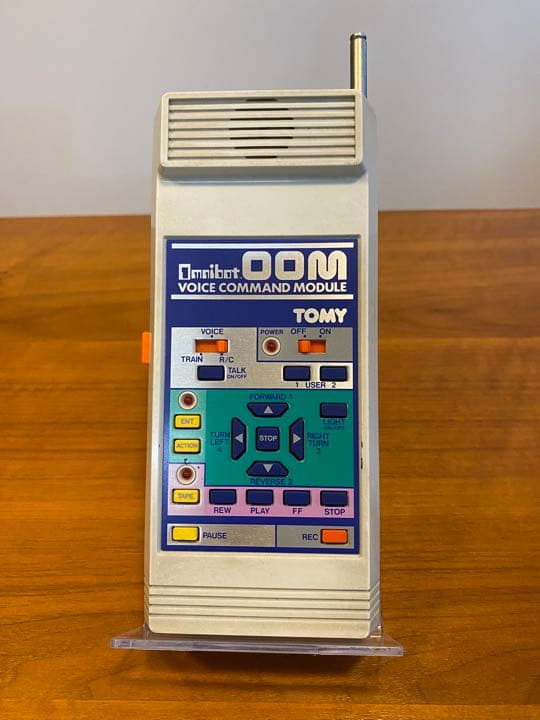 Omnibot. OOM
VOICE COMMAND MODULE
TOMY
VOICE
TRAIN R/C
POWER OFF ON
TALK
ON/OFF
1 USER 2
FORWARD 1
LIGHT
ON/OFF
ENT
ACTION
TURN
LEFT
4
STOP
RIGHT
TURN
3
REVERSE 2
TAPE
REW PLAY FF STOP
PAUSE
REC